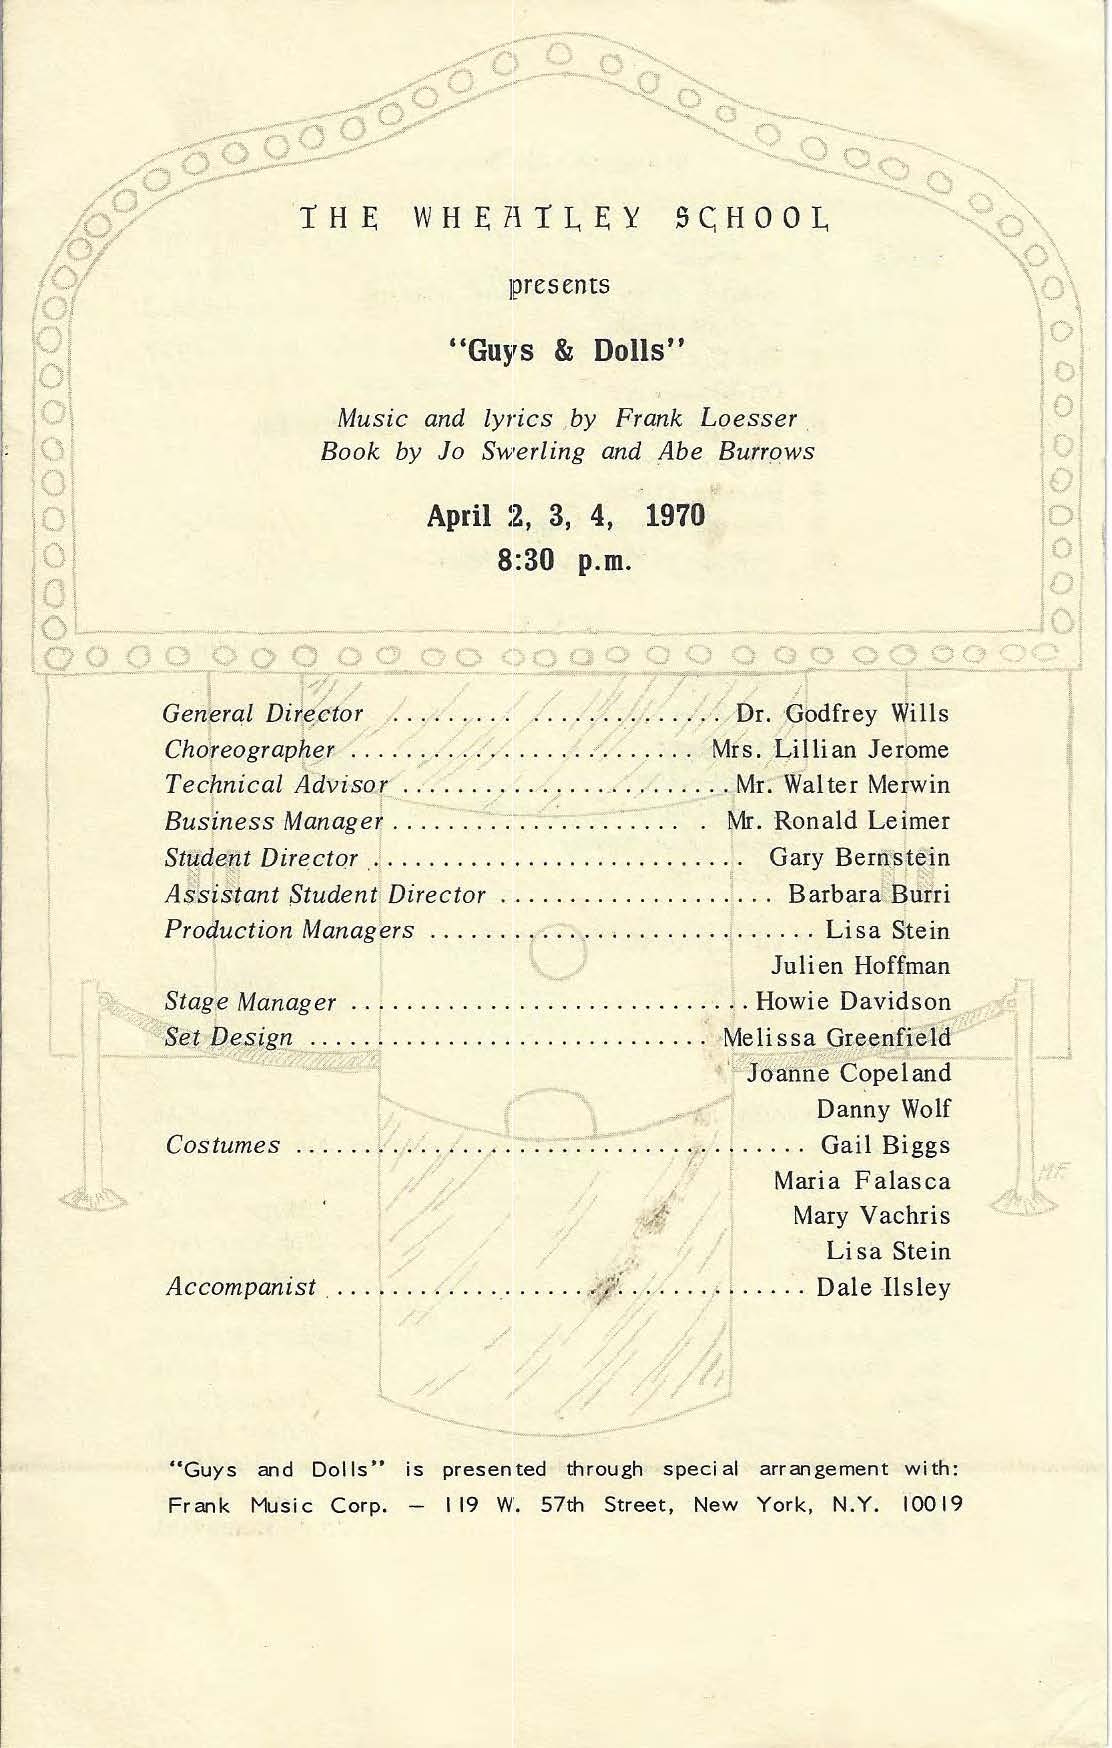 THE WHEATLEY SCHOOL
presents
"Guys & Dolls"
Music and lyrics by Frank Loesser
Book by Jo Swerling and Abe Burrows
April 2, 3, 4, 1970
8:30 p.m.
General Director ......... .............. Dr. Godfrey Wills
Choreographer ......................... Mrs. Lillian Jerome
Technical Advisor ........................ Mr. Walter Merwin
Business Manager ..................... . Mr. Ronald Leimer
Student Director ........................... Gary Bernstein
Assistant Student Director .................... Barbara Burri
Production Managers ............................ Lisa Stein
Julien Hoffman
Stage Manager ............................. Howie Davidson
Set Design ............................. Melissa Greenfield
Joanne Copeland
Danny Wolf
Costumes ..................................... Gail Biggs
Maria Falasca
Mary Vachris
Lisa Stein
Accompanist .................................. Dale Ilsley
M.F.
"Guys and Dolls" is presented through special arrangement with:
Frank Music Corp. — 119 W. 57th Street, New York, N.Y. 10019